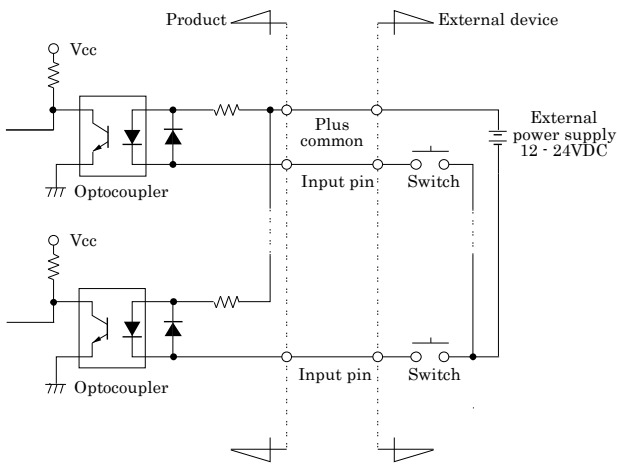 Product
External device
Vcc
Plus
common
External
power supply
12 - 24VDC
Optocoupler
Input pin
Switch
Vcc
Optocoupler
Input pin
Switch